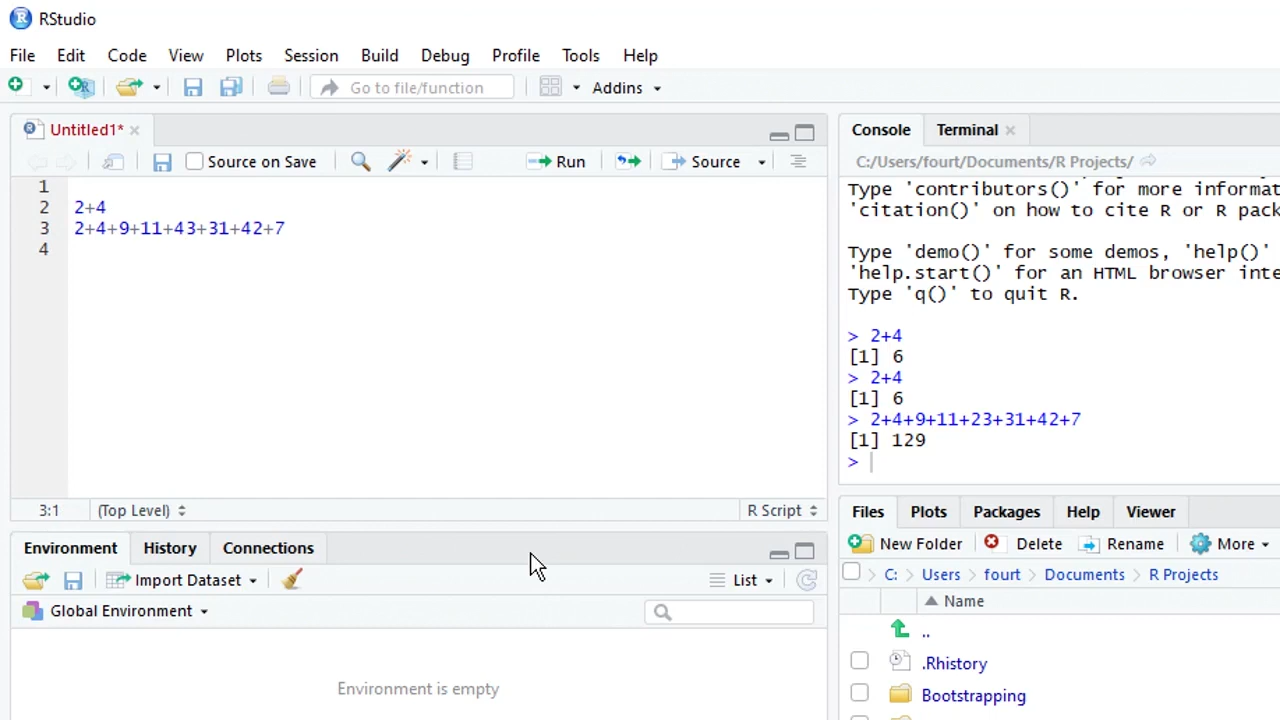 RStudio
File Edit Code View Plots Session Build Debug Profile Tools Help
Go to file/function Addins
Untitled1*
Source on Save Run Source
1
2 2+4
3 2+4+9+11+43+31+42+7
4
3:1 (Top Level) R Script
Environment History Connections
Import Dataset List
Global Environment
Environment is empty
Console Terminal
C:/Users/fourt/Documents/R Projects/
Type 'contributors()' for more informat
'citation()' on how to cite R or R pack
Type 'demo()' for some demos, 'help()'
'help.start()' for an HTML browser inte
Type 'q()' to quit R.
> 2+4
[1] 6
> 2+4
[1] 6
> 2+4+9+11+23+31+42+7
[1] 129
>
Files Plots Packages Help Viewer
New Folder Delete Rename More
C: Users fourt Documents R Projects
Name
..
.Rhistory
Bootstrapping